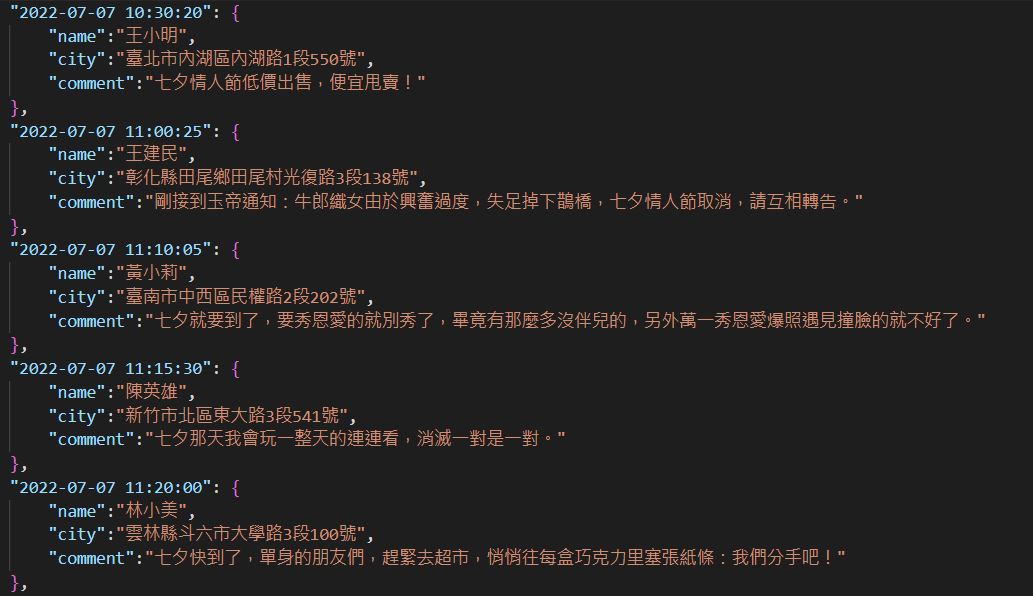 "2022-07-07 10:30:20": {
"name":"王小明",
"city":"臺北市內湖區內湖路1段550號",
"comment":"七夕情人節低價出售，便宜甩賣！"
},
"2022-07-07 11:00:25": {
"name":"王建民",
"city":"彰化縣田尾鄉田尾村光復路3段138號",
"comment":"剛接到玉帝通知：牛郎織女由於興奮過度，失足掉下鵲橋，七夕情人節取消，請互相轉告。"
},
"2022-07-07 11:10:05": {
"name":"黃小莉",
"city":"臺南市中西區民權路2段202號",
"comment":"七夕就要到了，要秀恩愛的就別秀了，畢竟有那麼多沒伴兒的，另外萬一秀恩愛爆照遇見撞臉的就不好了。"
},
"2022-07-07 11:15:30": {
"name":"陳英雄",
"city":"新竹市北區東大路3段541號",
"comment":"七夕那天我會玩一整天的連連看，消滅一對是一對。"
},
"2022-07-07 11:20:00": {
"name":"林小美",
"city":"雲林縣斗六市大學路3段100號",
"comment":"七夕快到了，單身的朋友們，趕緊去超市，悄悄往每盒巧克力里塞張紙條：我們分手吧！"
},